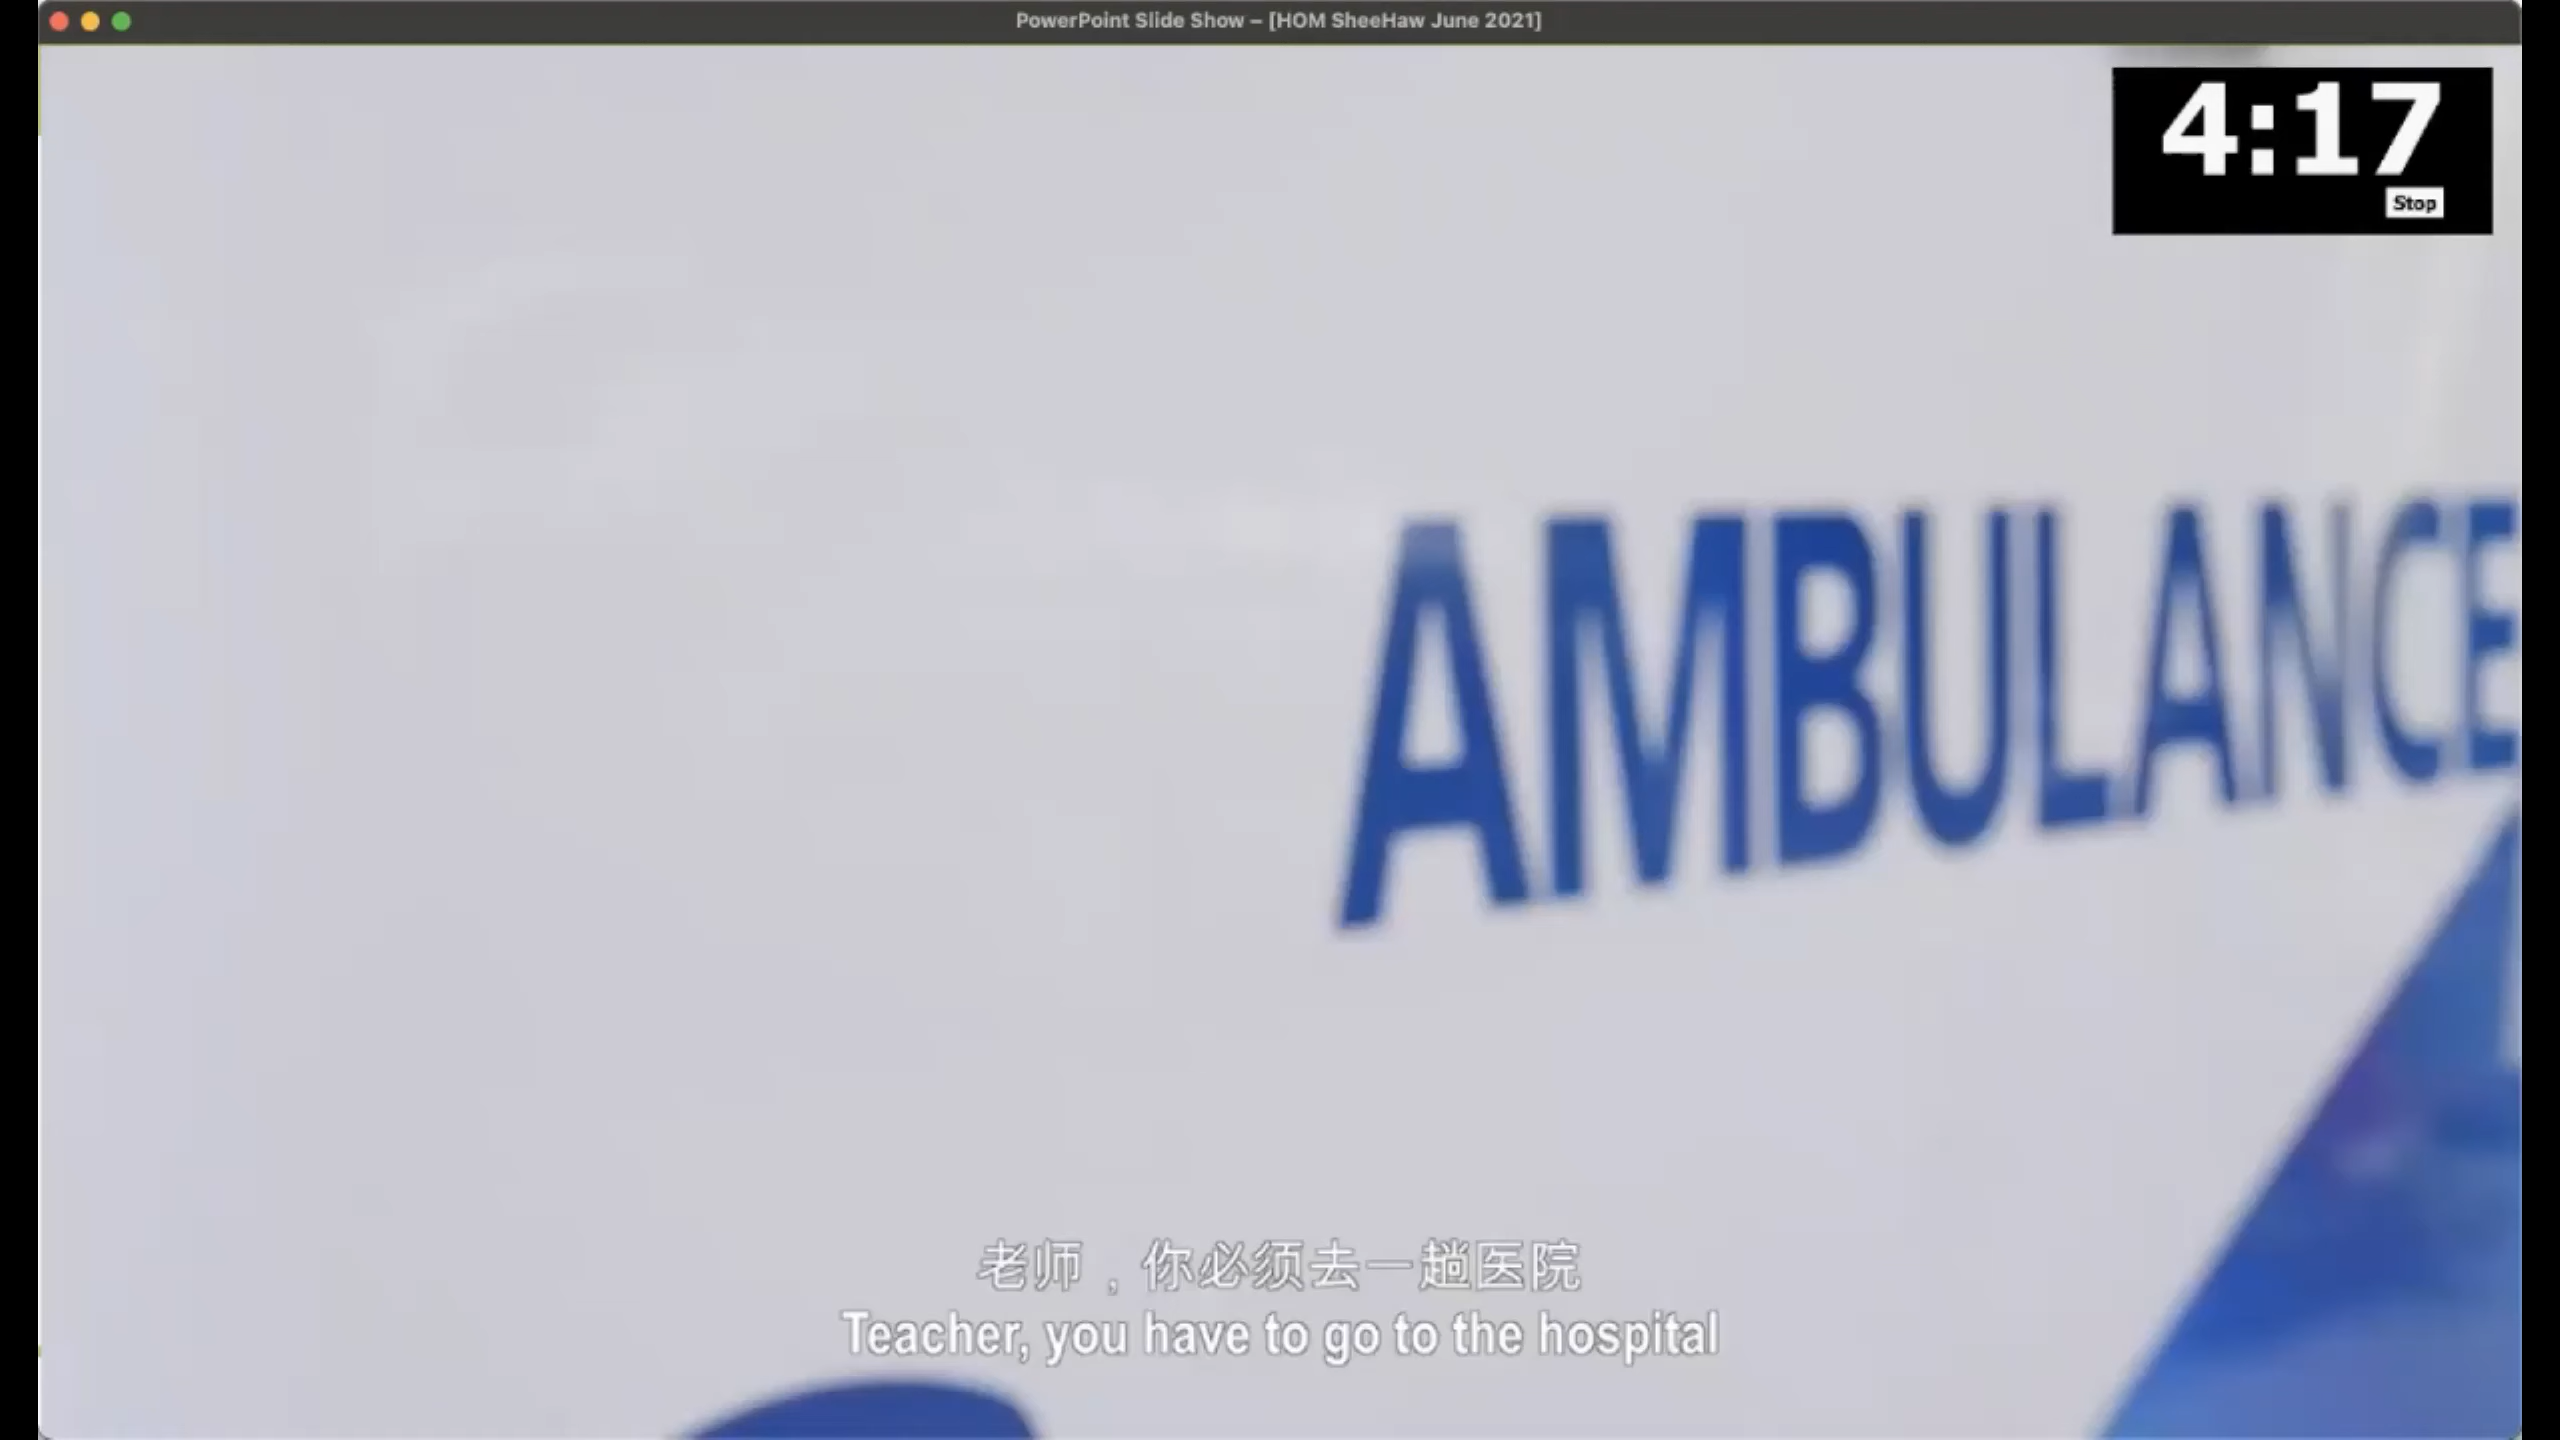 PowerPoint Slide Show – [HOM SheeHaw June 2021]
4:17
Stop
AMBULANCE
老师，你必须去一趟医院
Teacher, you have to go to the hospital